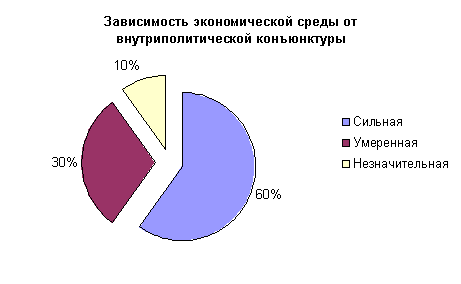 Зависимость экономической среды от
внутриполитической конъюнктуры
10%
30%
60%
Сильная
Умеренная
Незначительная